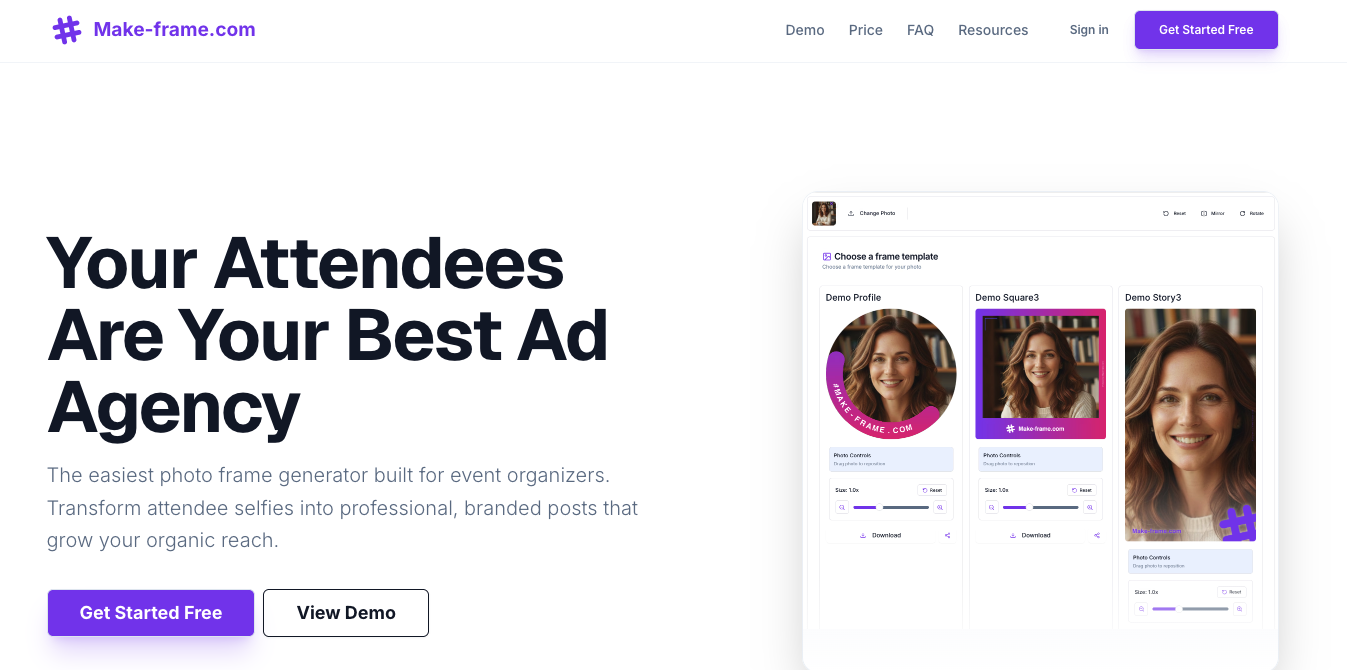 Make-frame.com
Demo Price FAQ Resources Sign in Get Started Free
Your Attendees
Are Your Best Ad
Agency
The easiest photo frame generator built for event organizers.
Transform attendee selfies into professional, branded posts that
grow your organic reach.
Get Started Free View Demo
Change Photo Reset Mirror Rotate
Choose a frame template
Choose a frame template for your photo
Demo Profile
#MAKE-FRAME.COM
Photo Controls
Drag photo to reposition
Size: 1.0x Reset
Download
Demo Square3
Make-frame.com
Photo Controls
Drag photo to reposition
Size: 1.0x Reset
Download
Demo Story3
Make-frame.com
Photo Controls
Drag photo to reposition
Size: 1.0x Reset